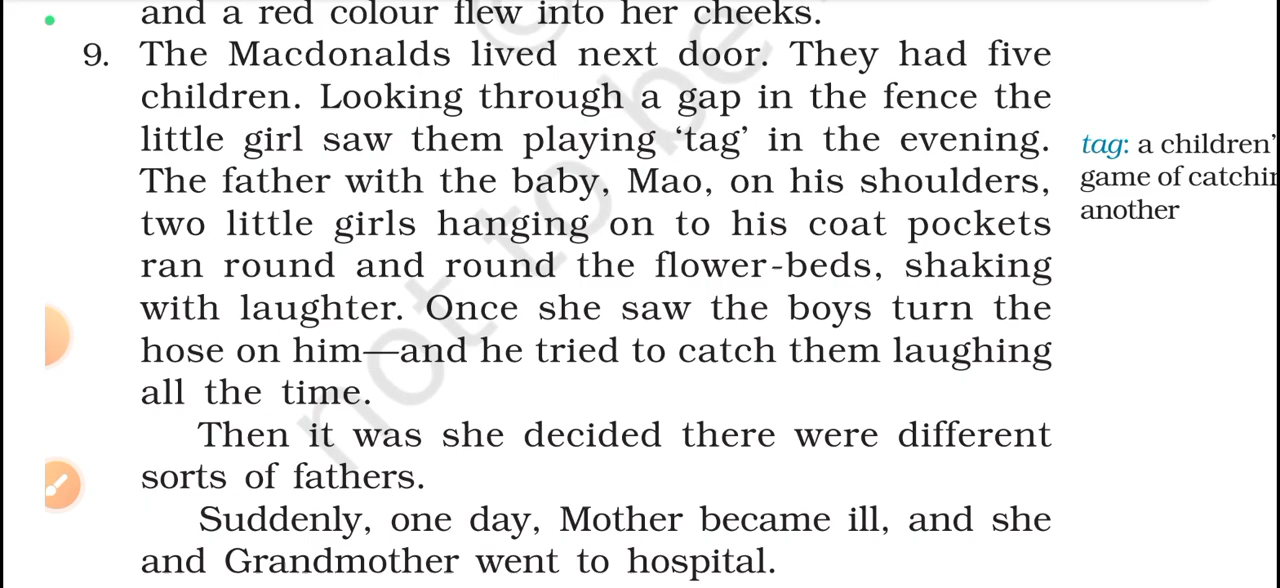 and a red colour flew into her cheeks.
9. The Macdonalds lived next door. They had five
children. Looking through a gap in the fence the
little girl saw them playing ‘tag’ in the evening.
The father with the baby, Mao, on his shoulders,
two little girls hanging on to his coat pockets
ran round and round the flower-beds, shaking
with laughter. Once she saw the boys turn the
hose on him—and he tried to catch them laughing
all the time.
Then it was she decided there were different
sorts of fathers.
Suddenly, one day, Mother became ill, and she
and Grandmother went to hospital.
tag: a children’
game of catchin
another
not to be